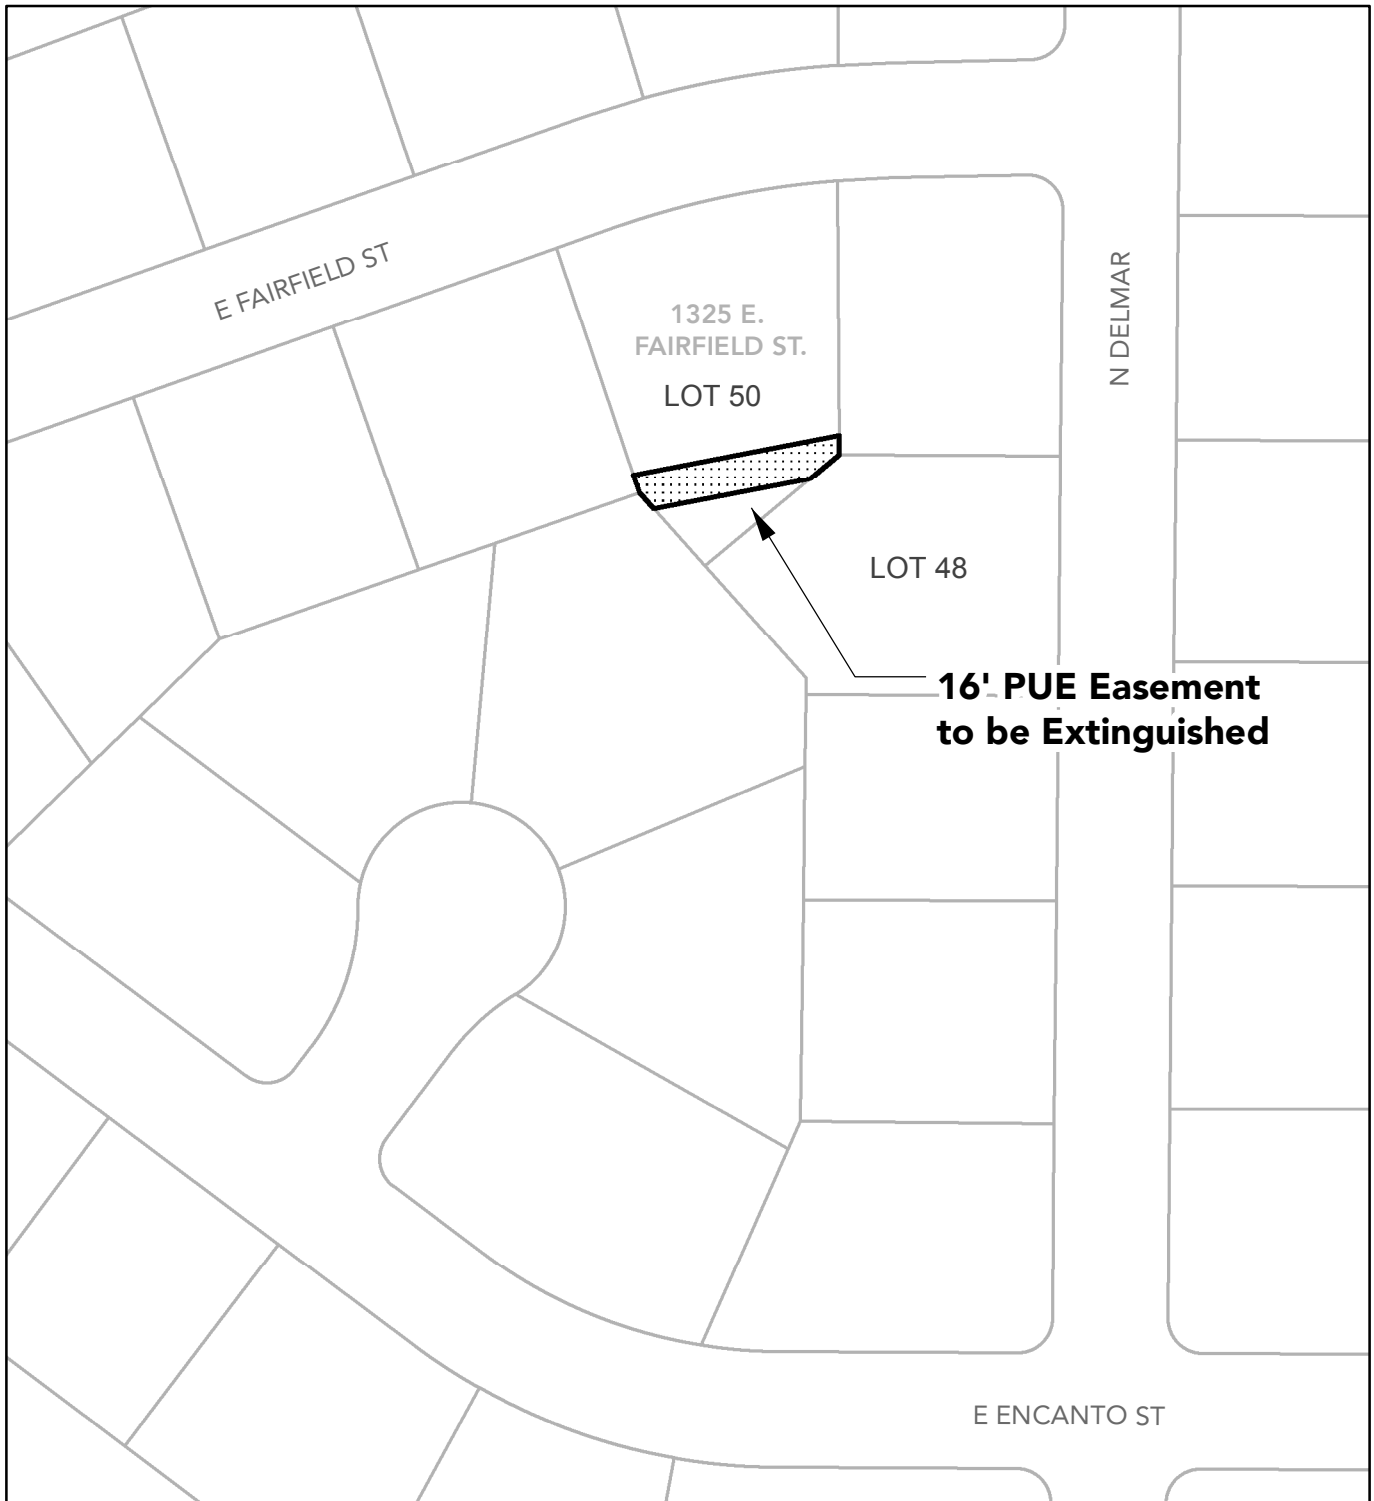 E FAIRFIELD ST
1325 E.
FAIRFIELD ST.
LOT 50
N DELMAR
LOT 48
16' PUE Easement
to be Extinguished
E ENCANTO ST